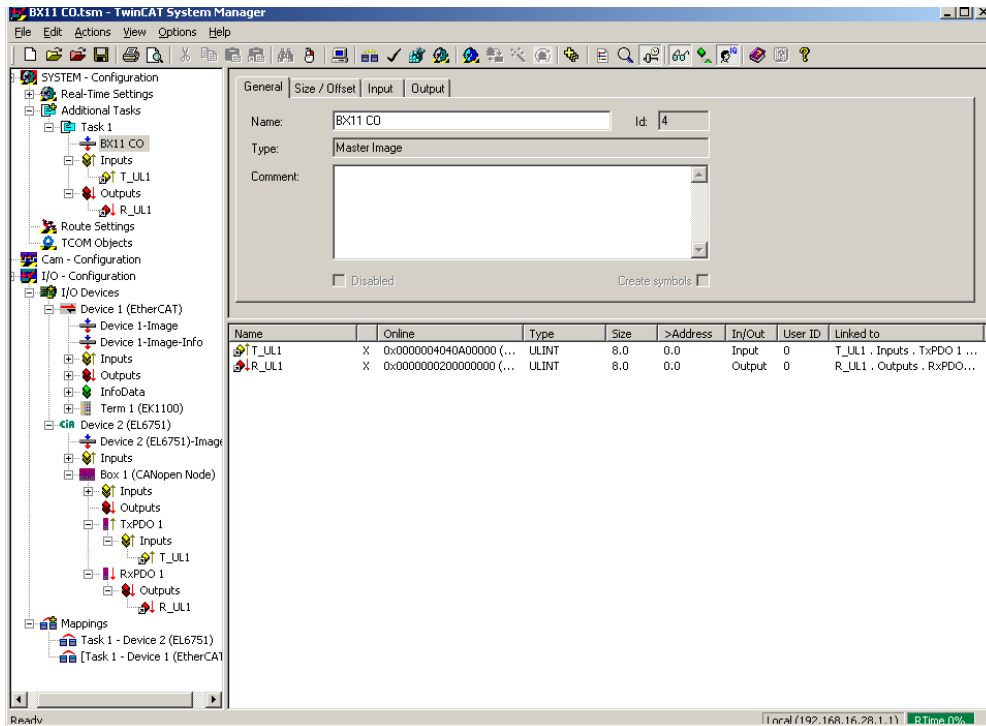 BX11 CO.tsm - TwinCAT System Manager
File Edit Actions View Options Help
SYSTEM - Configuration
Real-Time Settings
Additional Tasks
Task 1
BX11 CO
Inputs
T_UL1
Outputs
R_UL1
Route Settings
TCOM Objects
Cam - Configuration
I/O - Configuration
I/O Devices
Device 1 (EtherCAT)
Device 1-Image
Device 1-Image-Info
Inputs
Outputs
InfoData
Term 1 (EK1100)
CiA Device 2 (EL6751)
Device 2 (EL6751)-Image
Inputs
Box 1 (CANopen Node)
Inputs
Outputs
TxPDO 1
Inputs
T_UL1
RxPDO 1
Outputs
R_UL1
Mappings
Task 1 - Device 2 (EL6751)
[Task 1 - Device 1 (EtherCAT
General Size / Offset Input Output
Name: BX11 CO Id: 4
Type: Master Image
Comment:
Disabled Create symbols
Name Online Type Size >Address In/Out User ID Linked to
T_UL1 X 0x0000004040A00000 (... ULINT 8.0 0.0 Input 0 T_UL1 . Inputs . TxPDO 1 ...
R_UL1 X 0x0000000200000000 (... ULINT 8.0 0.0 Output 0 R_UL1 . Outputs . RxPDO...
Ready Local (192.168.16.28.1.1) RTime 0%